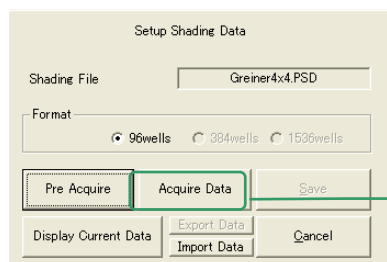 Setup Shading Data
Shading File Greiner4x4.PSD
Format
96wells 384wells 1536wells
Pre Acquire Acquire Data Save
Display Current Data Export Data Cancel
Import Data